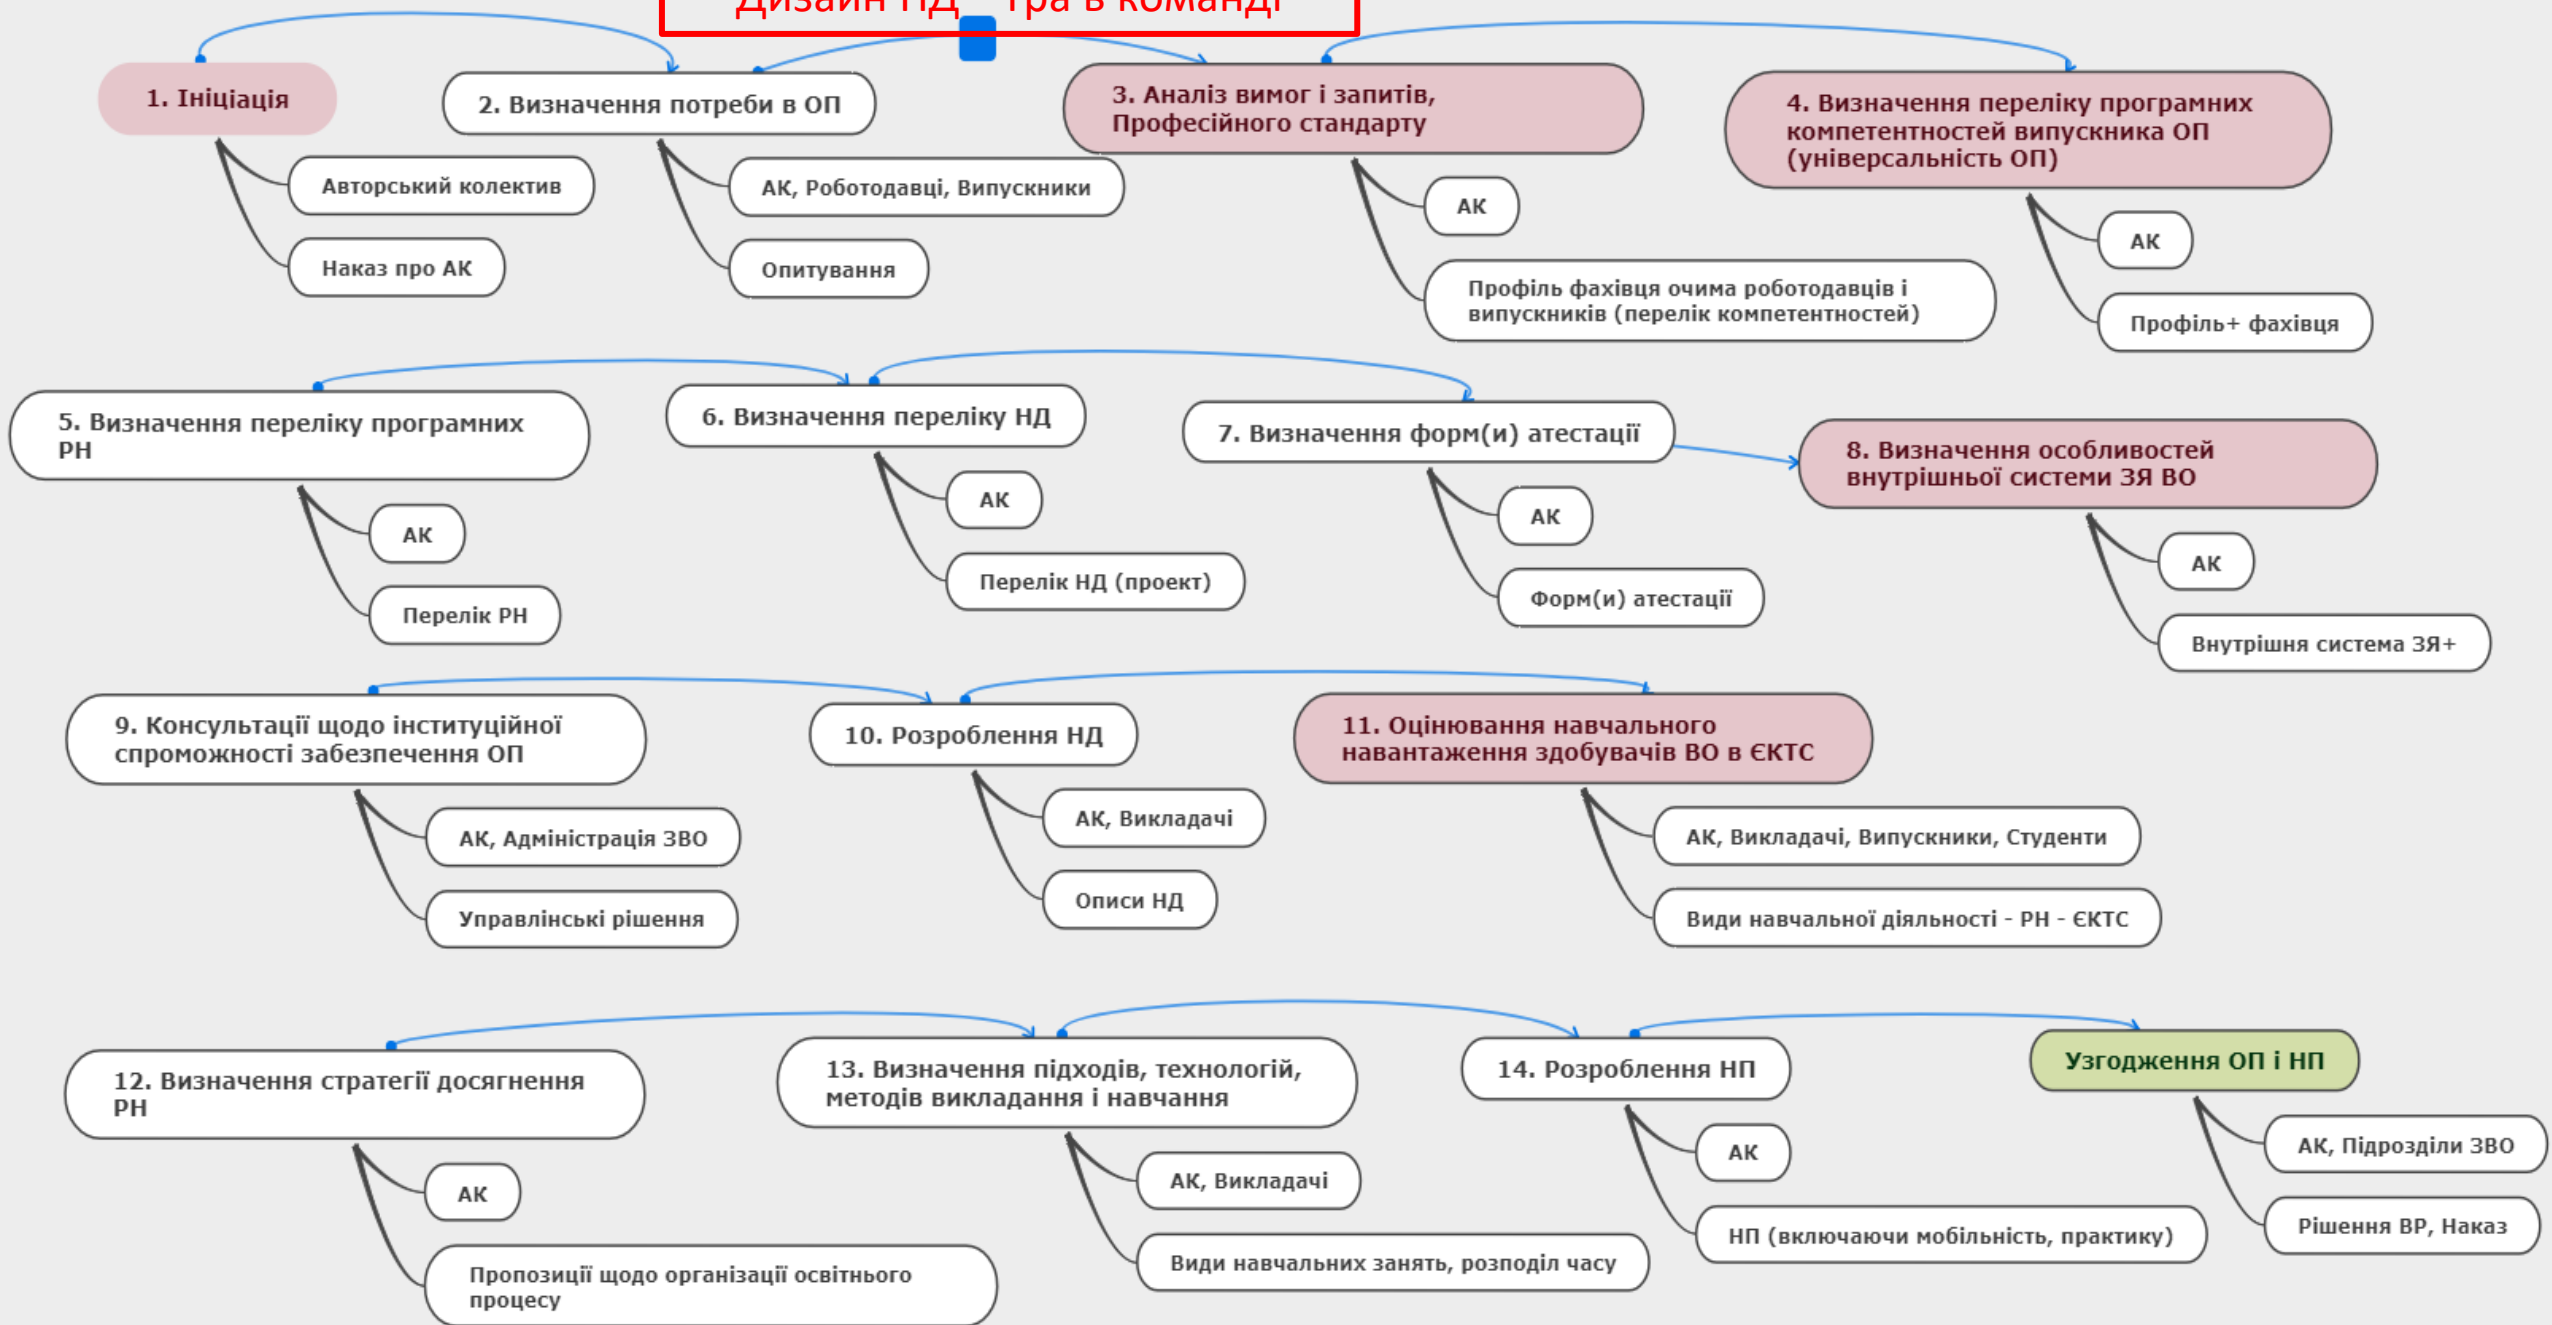 Дизайн НД гра в команді
1. Ініціація
Авторський колектив
Наказ про АК
2. Визначення потреби в ОП
АК, Роботодавці, Випускники
Опитування
3. Аналіз вимог і запитів,
Професійного стандарту
АК
Профіль фахівця очима роботодавців і
випускників (перелік компетентностей)
4. Визначення переліку програмних
компетентностей випускника ОП
(універсальність ОП)
АК
Профіль+ фахівця
5. Визначення переліку програмних
РН
АК
Перелік РН
6. Визначення переліку НД
АК
Перелік НД (проект)
7. Визначення форм(и) атестації
АК
Форм(и) атестації
8. Визначення особливостей
внутрішньої системи ЗЯ ВО
АК
Внутрішня система ЗЯ+
9. Консультації щодо інституційної
спроможності забезпечення ОП
АК, Адміністрація ЗВО
Управлінські рішення
10. Розроблення НД
АК, Викладачі
Описи НД
11. Оцінювання навчального
навантаження здобувачів ВО в ЄКТС
АК, Викладачі, Випускники, Студенти
Види навчальної діяльності - РН - ЄКТС
12. Визначення стратегії досягнення
РН
АК
Пропозиції щодо організації освітнього
процесу
13. Визначення підходів, технологій,
методів викладання і навчання
АК, Викладачі
Види навчальних занять, розподіл часу
14. Розроблення НП
АК
НП (включаючи мобільність, практику)
Узгодження ОП і НП
АК, Підрозділи ЗВО
Рішення ВР, Наказ